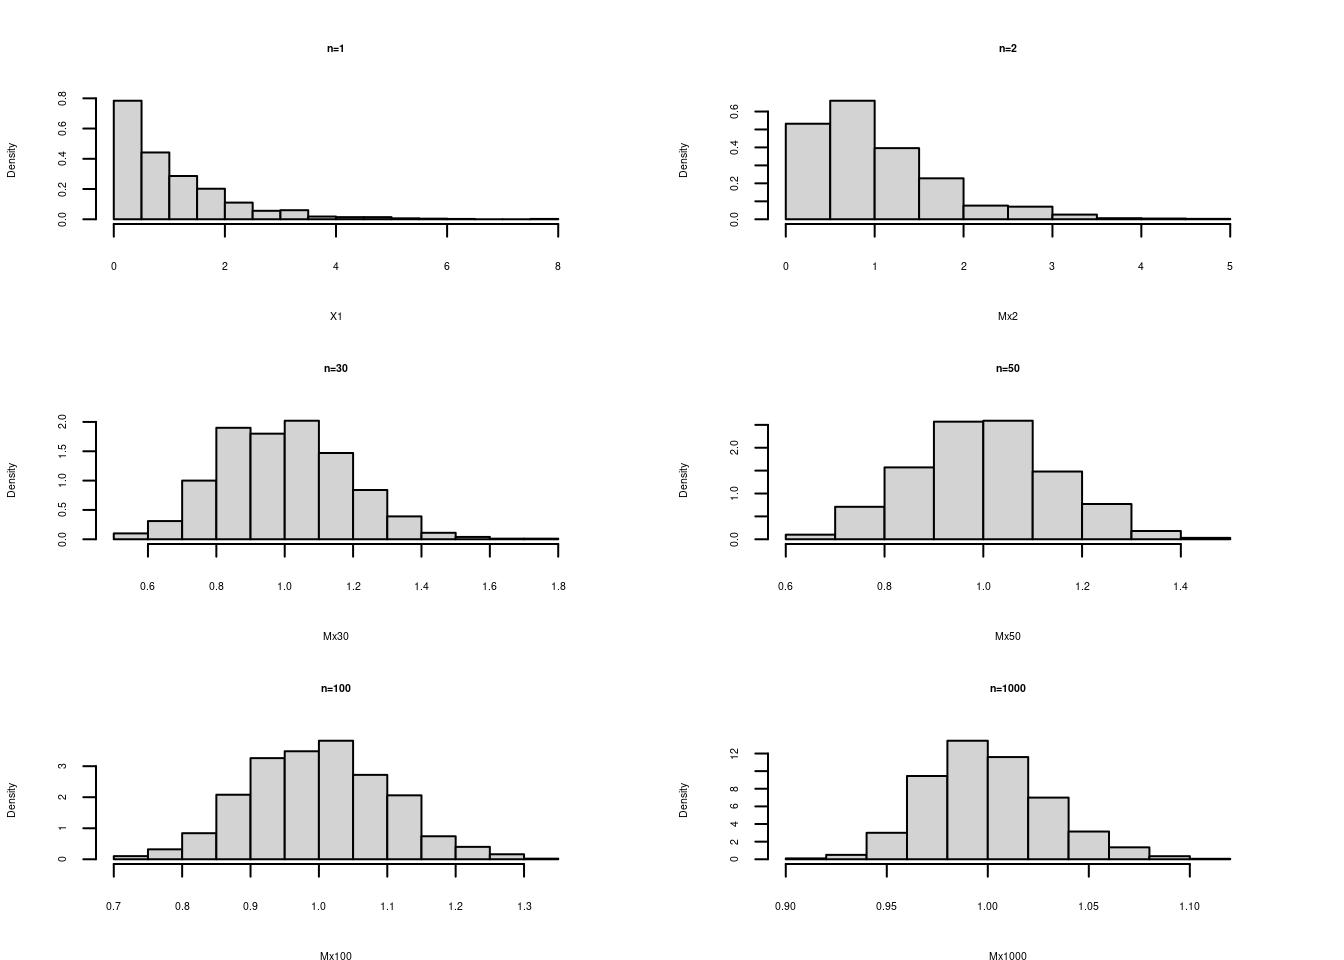 n=1
Density
0.0 0.2 0.4 0.6 0.8
0 2 4 6 8
X1
n=2
Density
0.0 0.2 0.4 0.6
0 1 2 3 4 5
Mx2
n=30
Density
0.0 0.5 1.0 1.5 2.0
0.6 0.8 1.0 1.2 1.4 1.6 1.8
Mx30
n=50
Density
0.0 1.0 2.0
0.6 0.8 1.0 1.2 1.4
Mx50
n=100
Density
0 1 2 3
0.7 0.8 0.9 1.0 1.1 1.2 1.3
Mx100
n=1000
Density
0 2 4 6 8 12
0.90 0.95 1.00 1.05 1.10
Mx1000